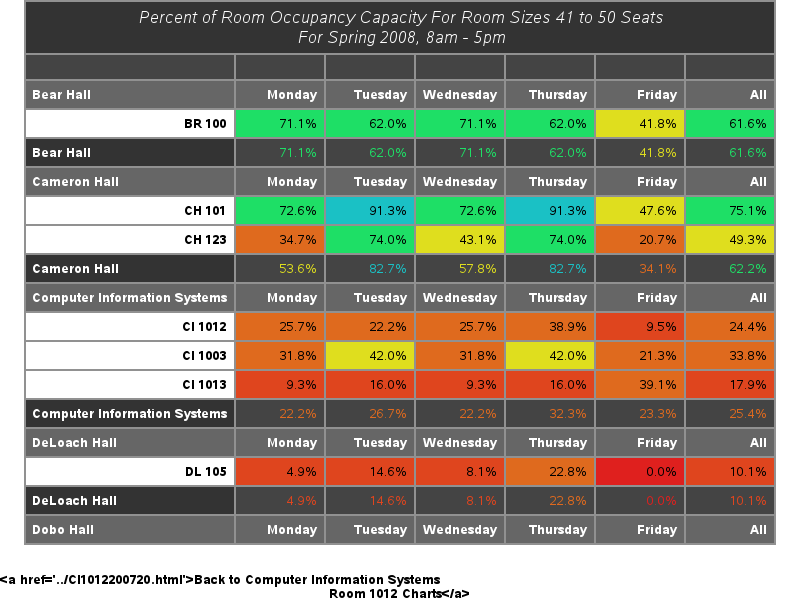 Percent of Room Occupancy Capacity For Room Sizes 41 to 50 Seats
For Spring 2008, 8am - 5pm
Bear Hall Monday Tuesday Wednesday Thursday Friday All
BR 100 71.1% 62.0% 71.1% 62.0% 41.8% 61.6%
Bear Hall 71.1% 62.0% 71.1% 62.0% 41.8% 61.6%
Cameron Hall Monday Tuesday Wednesday Thursday Friday All
CH 101 72.6% 91.3% 72.6% 91.3% 47.6% 75.1%
CH 123 34.7% 74.0% 43.1% 74.0% 20.7% 49.3%
Cameron Hall 53.6% 82.7% 57.8% 82.7% 34.1% 62.2%
Computer Information Systems Monday Tuesday Wednesday Thursday Friday All
CI 1012 25.7% 22.2% 25.7% 38.9% 9.5% 24.4%
CI 1003 31.8% 42.0% 31.8% 42.0% 21.3% 33.8%
CI 1013 9.3% 16.0% 9.3% 16.0% 39.1% 17.9%
Computer Information Systems 22.2% 26.7% 22.2% 32.3% 23.3% 25.4%
DeLoach Hall Monday Tuesday Wednesday Thursday Friday All
DL 105 4.9% 14.6% 8.1% 22.8% 0.0% 10.1%
DeLoach Hall 4.9% 14.6% 8.1% 22.8% 0.0% 10.1%
Dobo Hall Monday Tuesday Wednesday Thursday Friday All
<a href='../CI1012200720.html'>Back to Computer Information Systems
Room 1012 Charts</a>